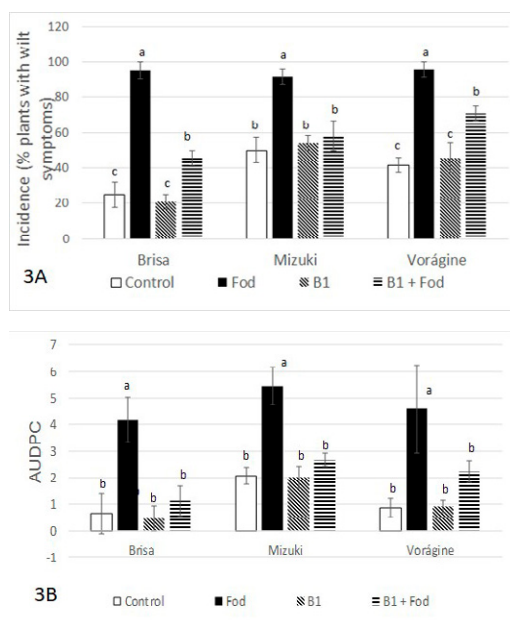 120
100
80
60
40
20
0
Incidence (% plants with wilt
symptoms)
a
a
a
c
c
b
b
b
b
c
c
b
Brisa
Mizuki
Vorágine
3A
Control
Fod
B1
B1 + Fod
7
6
5
4
3
2
1
0
-1
AUDPC
a
a
a
b
b
b
b
b
b
b
b
b
Brisa
Mizuki
Vorágine
3B
Control
Fod
B1
B1 + Fod